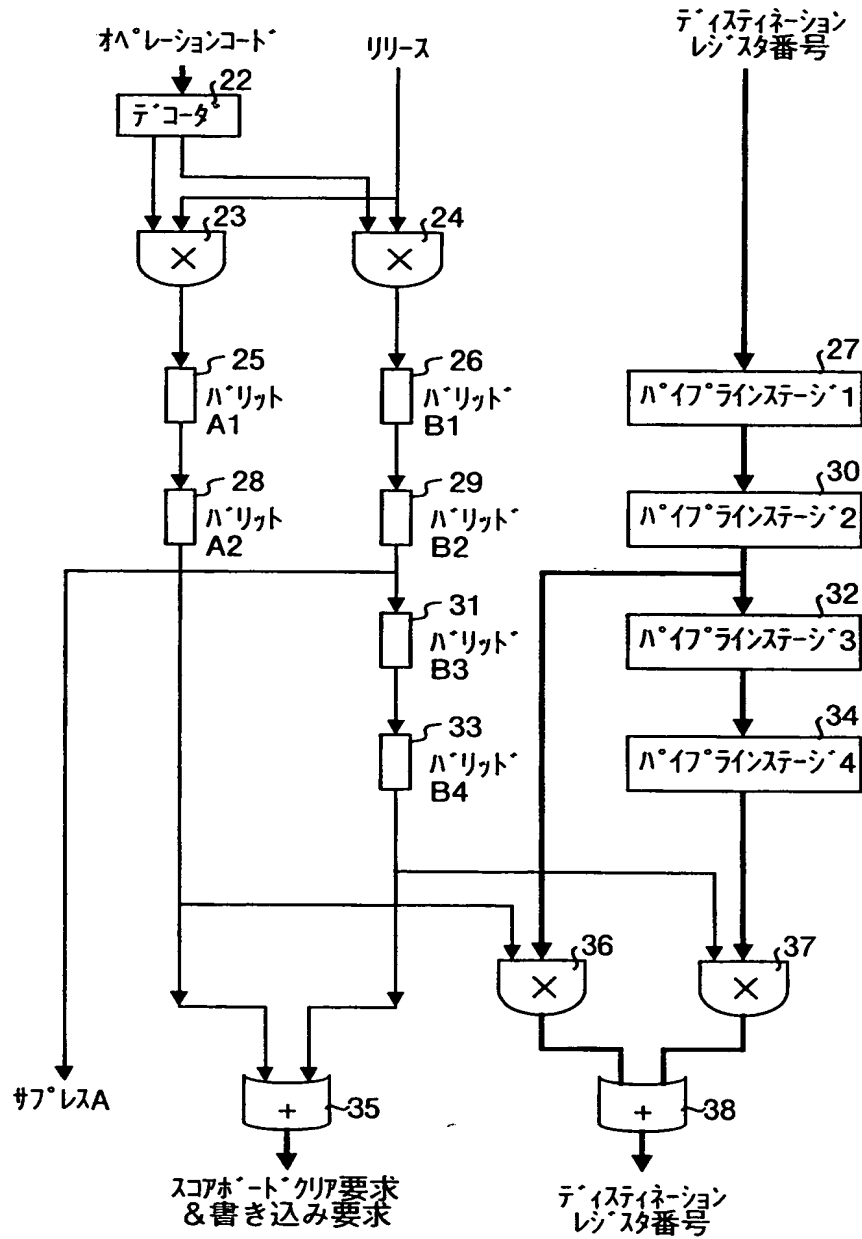 オペレーションコード
リリース
ディスティネーション
レジスタ番号
22
デコーダ
23
24
25
バリット
A1
26
バリッド
B1
27
パイプラインステージ1
28
バリット
A2
29
バリッド
B2
30
パイプラインステージ2
31
バリッド
B3
32
パイプラインステージ3
33
バリッド
B4
34
パイプラインステージ4
36
37
×
×
×
×
サプレスA
+
35
+
38
スコアボードクリア要求
&書き込み要求
ディスティネーション
レジスタ番号